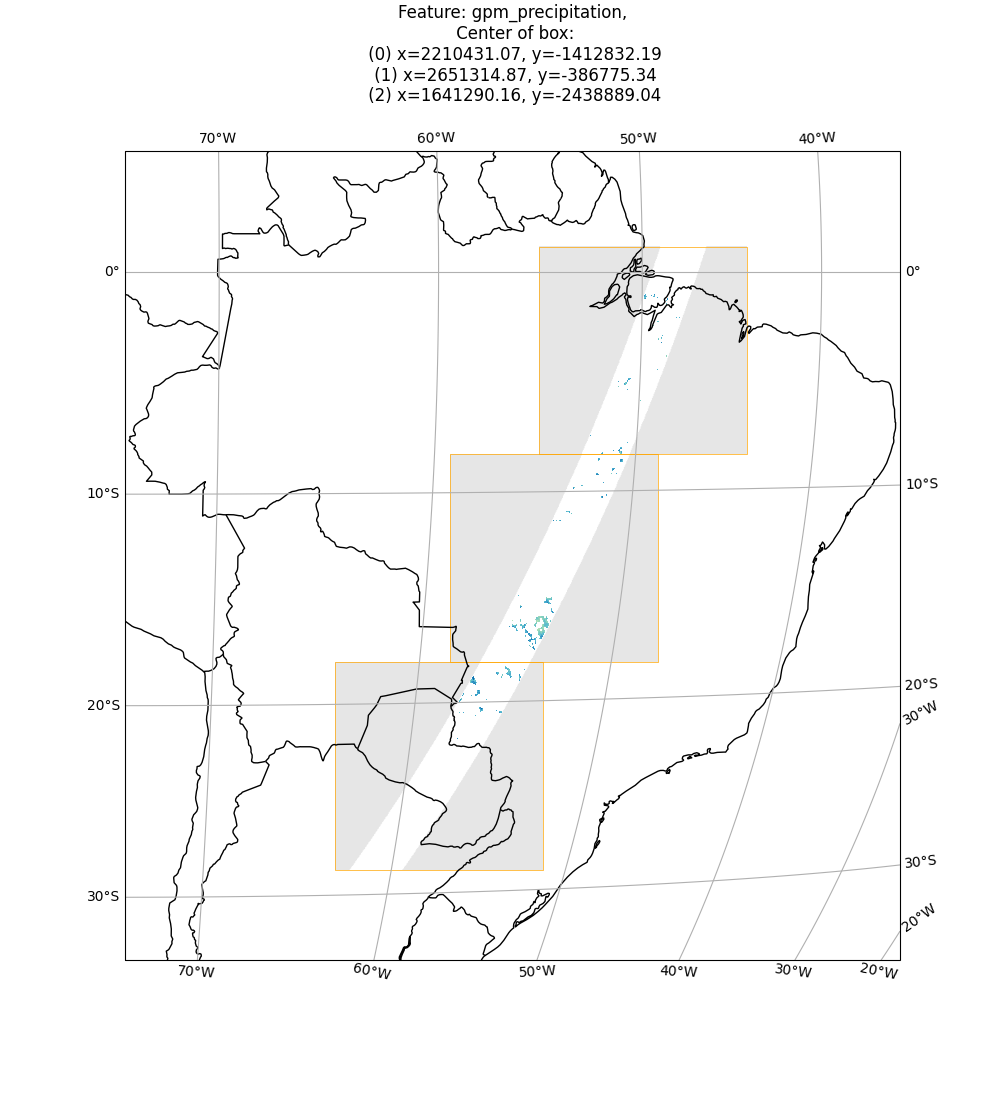 Feature: gpm_precipitation,
Center of box:
(0) x=2210431.07, y=-1412832.19
(1) x=2651314.87, y=-386775.34
(2) x=1641290.16, y=-2438889.04
70°W 60°W 50°W 40°W
0° 0°
10°S 10°S
20°S 20°S
30°W
30°S 30°S
20°W
70°W 60°W 50°W 40°W 30°W 20°W